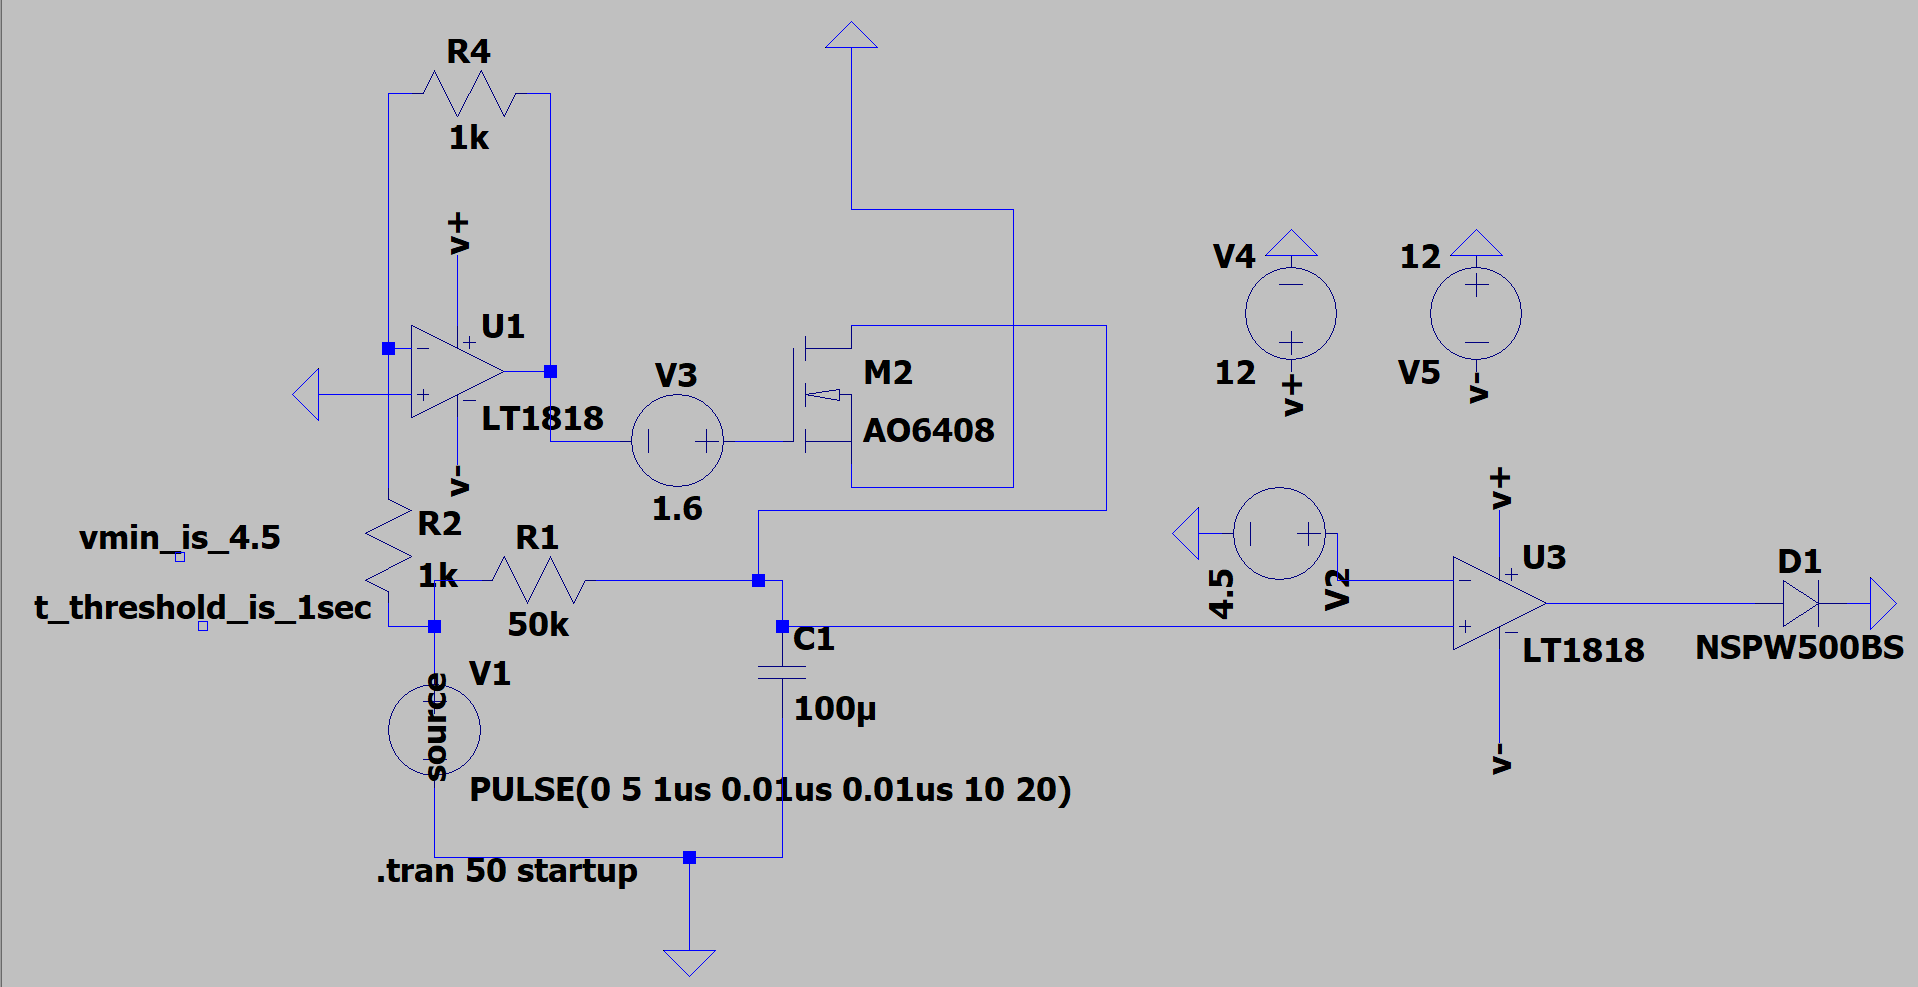 R4
1k
v+
U1
LT1818
v-
V3
1.6
M2
AO6408
V4
12
v+
12
V5
v-
vmin_is_4.5
t_threshold_is_1sec
R2
1k
R1
50k
V1
source
PULSE(0 5 1us 0.01us 0.01us 10 20)
.tran 50 startup
C1
100µ
4.5
V2
v+
U3
LT1818
v-
D1
NSPW500BS